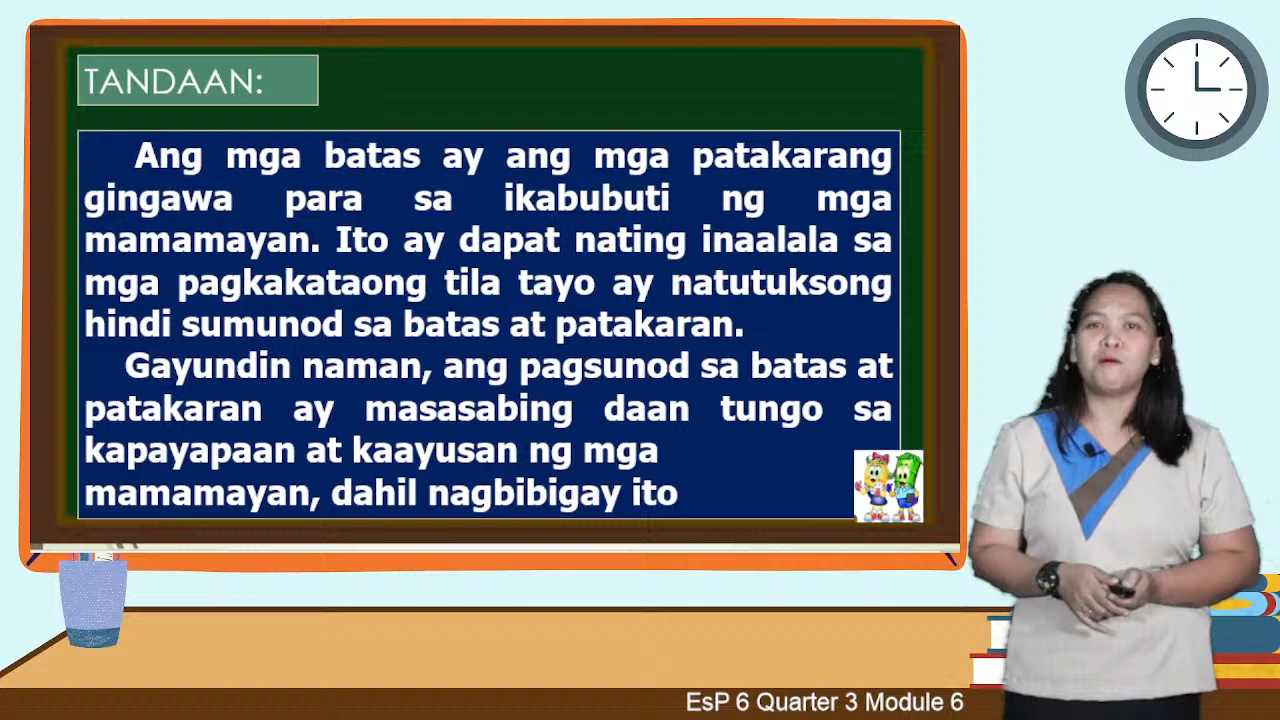 TANDAAN:
Ang mga batas ay ang mga patakarang
gingawa para sa ikabubuti ng mga
mamamayan. Ito ay dapat nating inaalala sa
mga pagkakataong tila tayo ay natutuksong
hindi sumunod sa batas at patakaran.
Gayundin naman, ang pagsunod sa batas at
patakaran ay masasabing daan tungo sa
kapayapaan at kaayusan ng mga
mamamayan, dahil nagbibigay ito
EsP 6 Quarter 3 Module 6